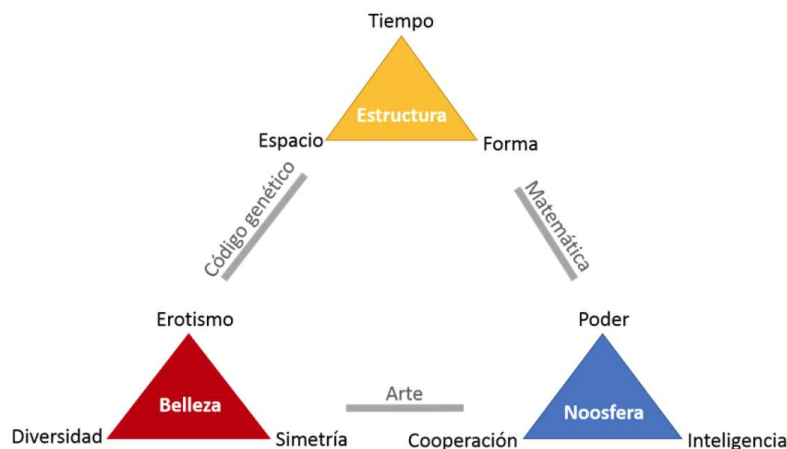 Tiempo
Estructura
Espacio
Forma
Código genético
Matemática
Erotismo
Poder
Arte
Belleza
Noosfera
Diversidad
Simetría
Cooperación
Inteligencia